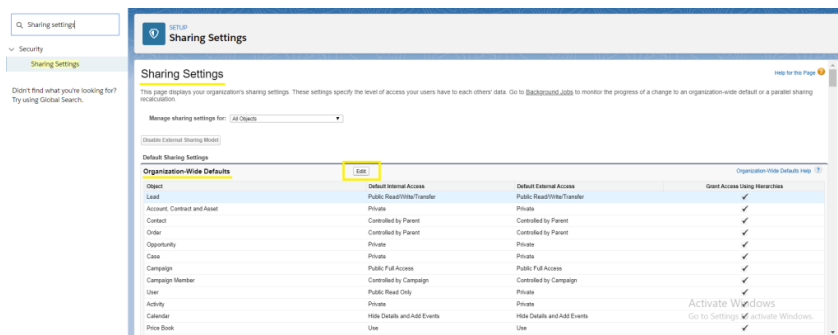 Sharing settings
Security
Sharing Settings
Didn't find what you're looking for?
Try using Global Search.
SETUP
Sharing Settings
Sharing Settings
Help for this Page ?
This page displays your organization's sharing settings. These settings specify the level of access your users have to each others' data. Go to Background Jobs to monitor the progress of a change to an organization-wide default or a parallel sharing
recalculation.
Manage sharing settings for: All Objects
Disable External Sharing Model
Default Sharing Settings
Organization-Wide Defaults Edit Organization-Wide Defaults Help ?
Object Default Internal Access Default External Access Grant Access Using Hierarchies
Lead Public Read/Write/Transfer Public Read/Write/Transfer
Account, Contract and Asset Private Private
Contact Controlled by Parent Controlled by Parent
Order Controlled by Parent Controlled by Parent
Opportunity Private Private
Case Private Private
Campaign Public Full Access Public Full Access
Campaign Member Controlled by Campaign Controlled by Campaign
User Public Read Only Private
Activity Private Private
Calendar Hide Details and Add Events Hide Details and Add Events
Price Book Use Use
Activate Windows
Go to Settings to activate Windows.